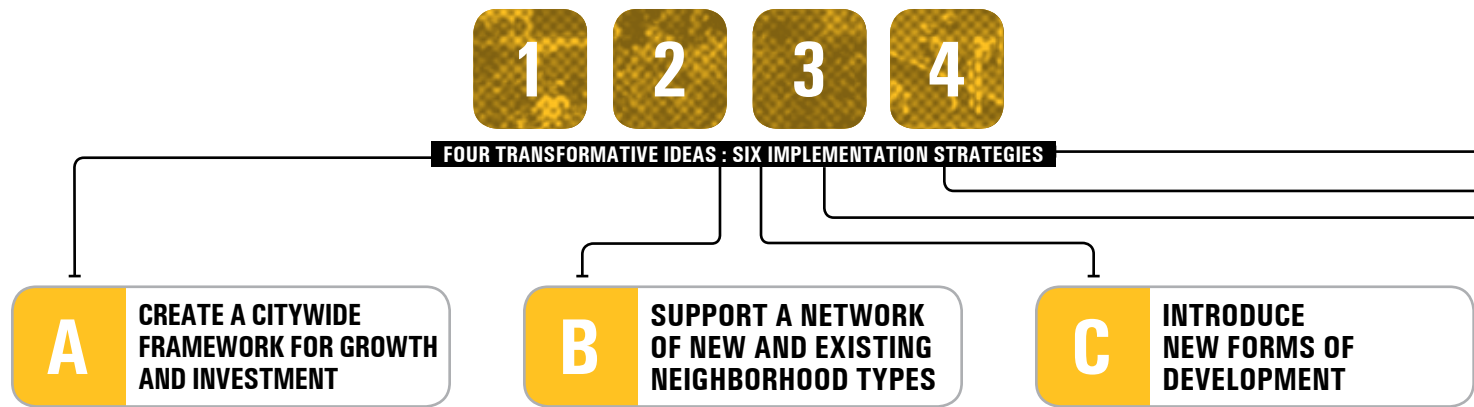 1 2 3 4
FOUR TRANSFORMATIVE IDEAS : SIX IMPLEMENTATION STRATEGIES
A
CREATE A CITYWIDE
FRAMEWORK FOR GROWTH
AND INVESTMENT
B
SUPPORT A NETWORK
OF NEW AND EXISTING
NEIGHBORHOOD TYPES
C
INTRODUCE
NEW FORMS OF
DEVELOPMENT